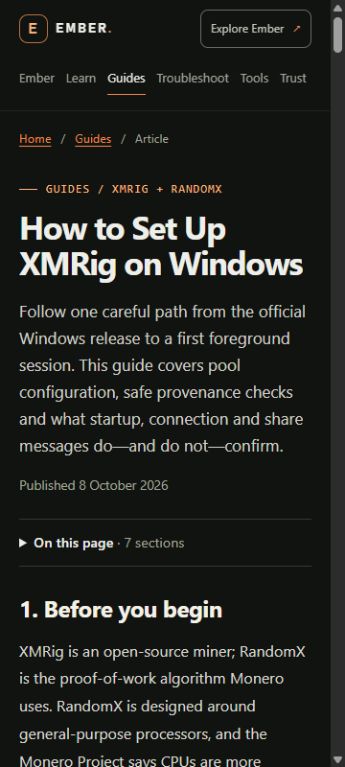 E EMBER.
Explore Ember ↗
Ember Learn Guides Troubleshoot Tools Trust
Home / Guides / Article
GUIDES / XMRIG + RANDOMX
How to Set Up
XMRig on Windows
Follow one careful path from the official
Windows release to a first foreground
session. This guide covers pool
configuration, safe provenance checks
and what startup, connection and share
messages do—and do not—confirm.
Published 8 October 2026
On this page · 7 sections
1. Before you begin
XMRig is an open-source miner; RandomX
is the proof-of-work algorithm Monero
uses. RandomX is designed around
general-purpose processors, and the
Monero Project says CPUs are more